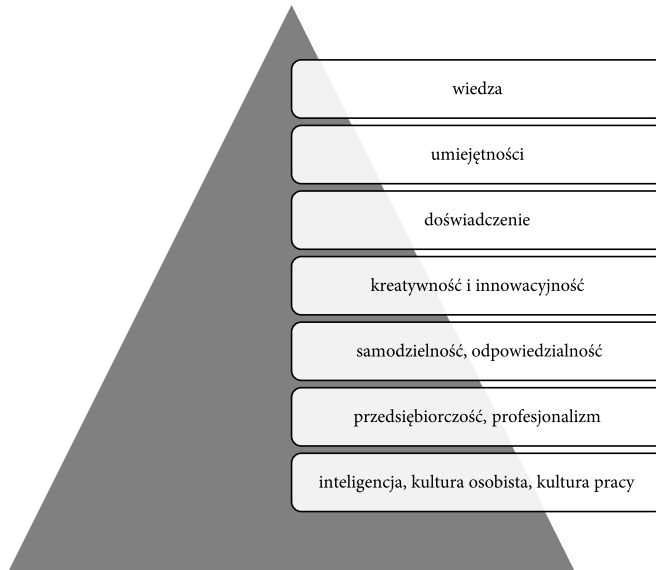 wiedza
umiejętności
doświadczenie
kreatywność i innowacyjność
samodzielność, odpowiedzialność
przedsiębiorczość, profesjonalizm
inteligencja, kultura osobista, kultura pracy